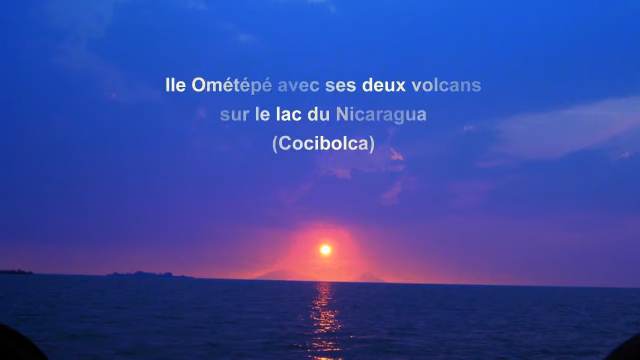 Ile Ométépé avec ses deux volcans
sur le lac du Nicaragua
(Cocibolca)